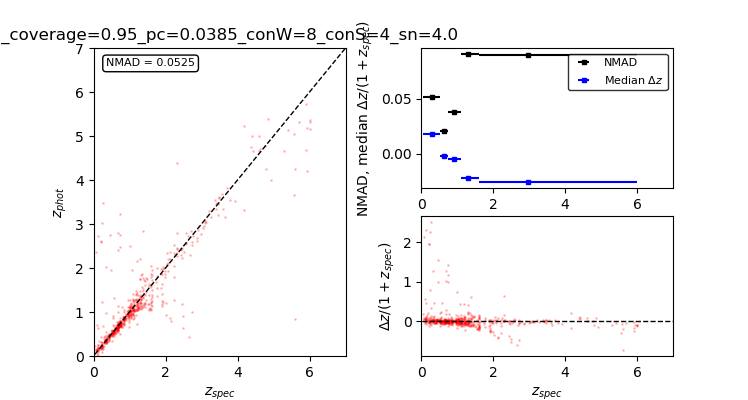 _coverage=0.95_pc=0.0385_conW=8_conS=4_sn=4.0
NMAD = 0.0525
z_phot
7
6
5
4
3
2
1
0
0 2 4 6
z_spec
NMAD, median Δz/(1 + z_spec)
0.05
0.00
NMAD
Median Δz
0 2 4 6
Δz/(1 + z_spec)
2
1
0
0 2 4 6
z_spec